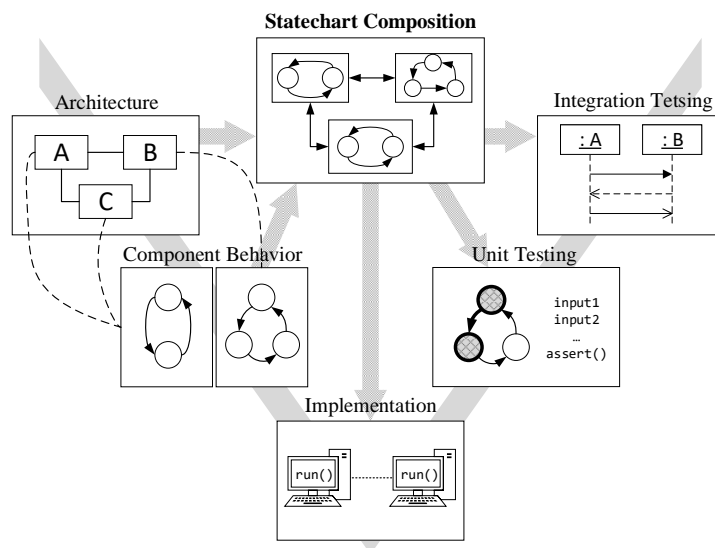 Statechart Composition
Architecture
A
B
C
Integration Tetsing
: A
: B
Component Behavior
Unit Testing
input1
input2
…
assert()
Implementation
run()
run()